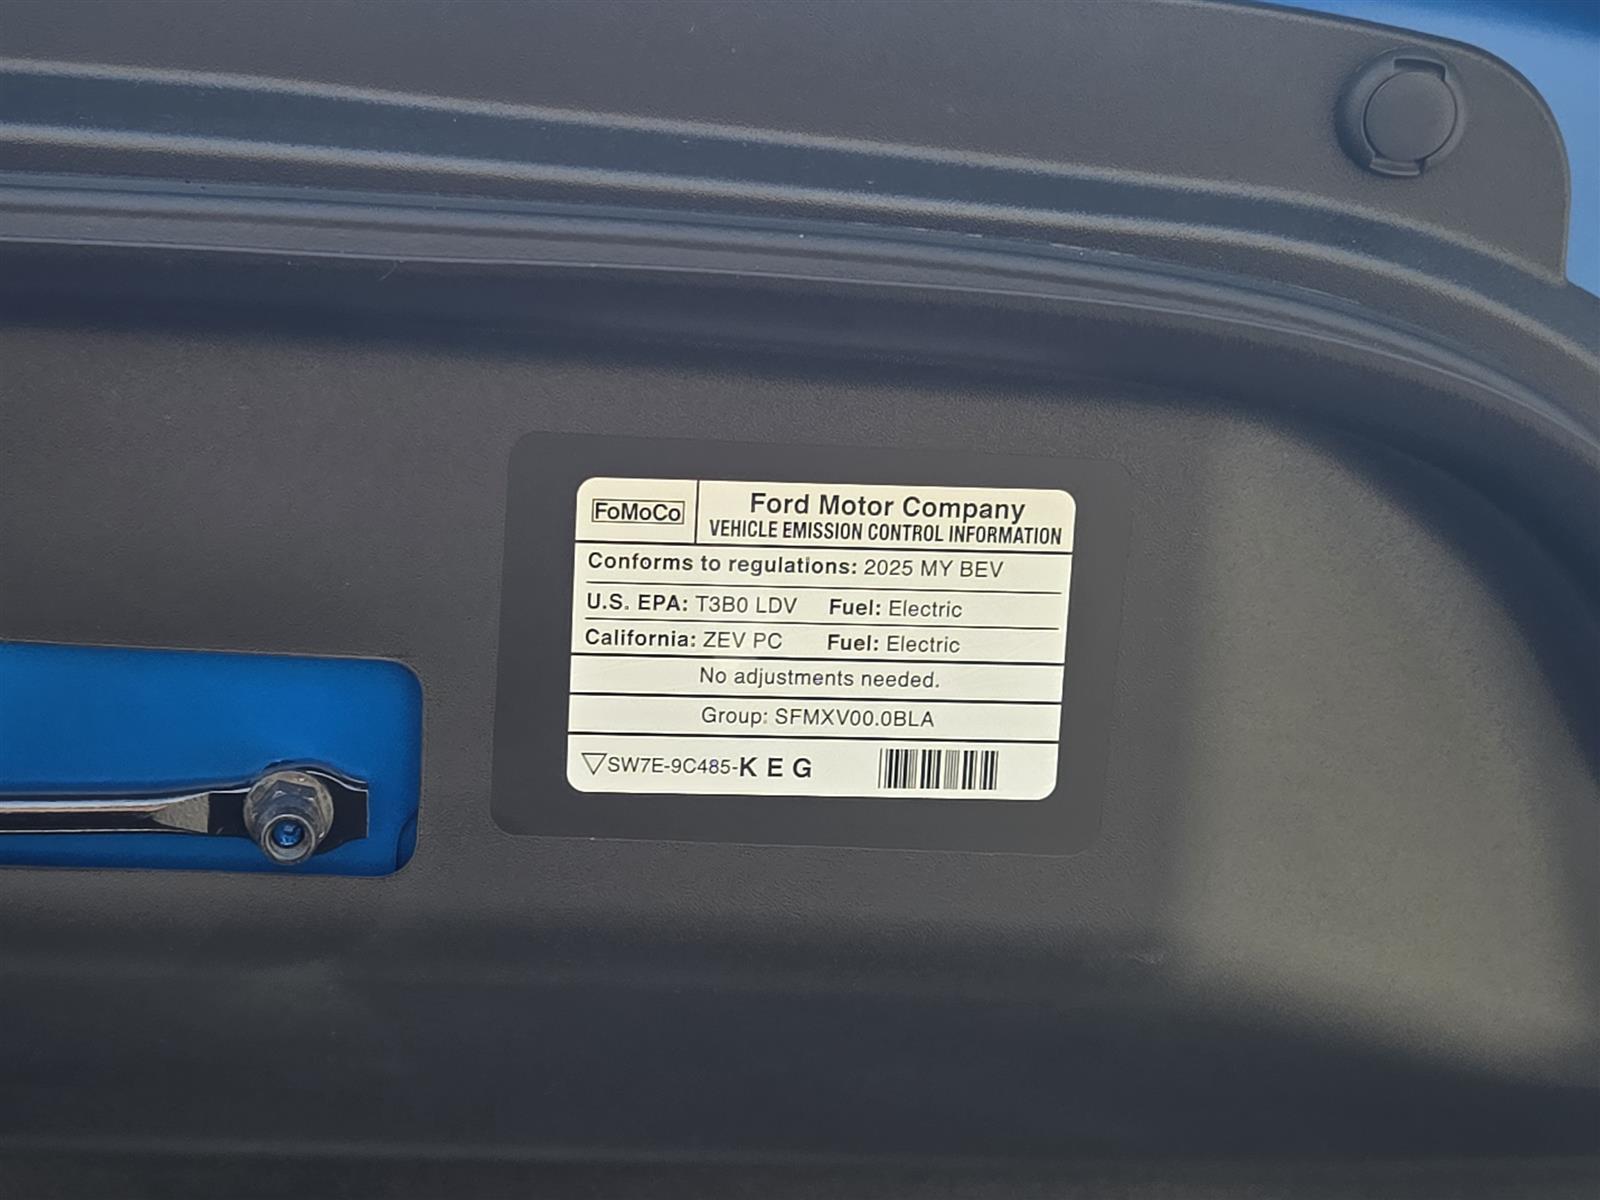 FoMoCo
Ford Motor Company
VEHICLE EMISSION CONTROL INFORMATION
Conforms to regulations: 2025 MY BEV
U.S. EPA: T3B0 LDV Fuel: Electric
California: ZEV PC Fuel: Electric
No adjustments needed.
Group: SFMXV00.0BLA
SW7E-9C485-K E G